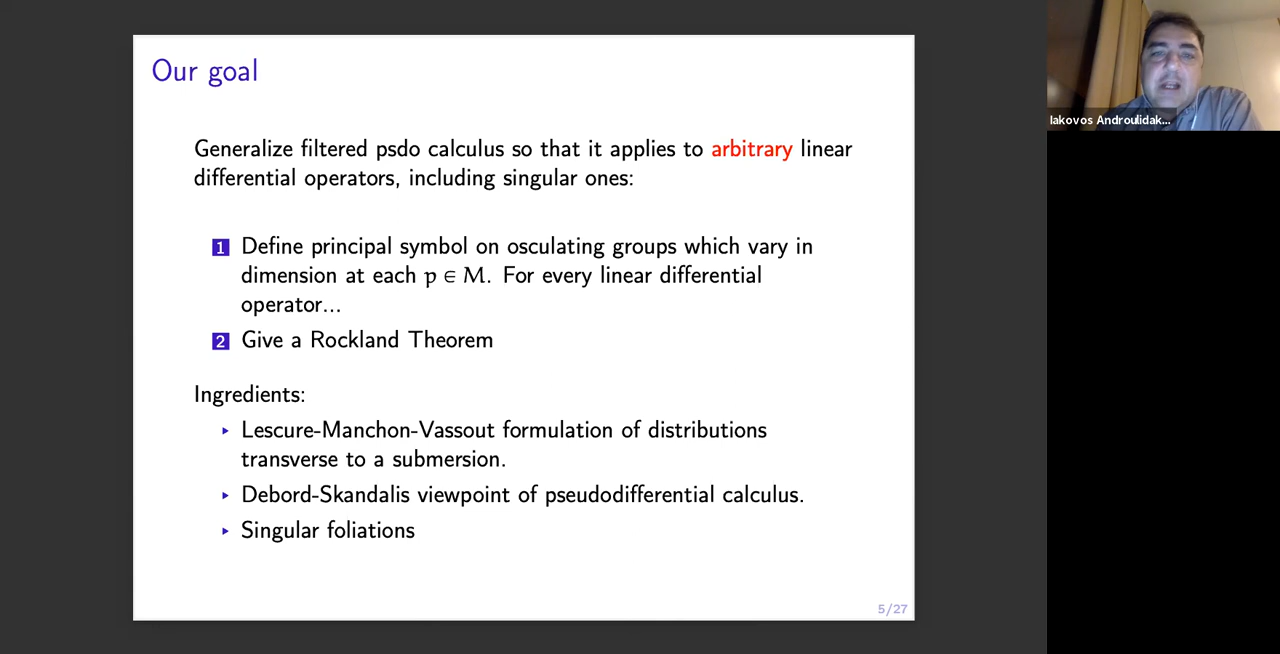 Our goal
Generalize filtered psdo calculus so that it applies to arbitrary linear
differential operators, including singular ones:
1 Define principal symbol on osculating groups which vary in
dimension at each p ∈ M. For every linear differential
operator...
2 Give a Rockland Theorem
Ingredients:
▸ Lescure-Manchon-Vassout formulation of distributions
transverse to a submersion.
▸ Debord-Skandalis viewpoint of pseudodifferential calculus.
▸ Singular foliations
5/27
Iakovos Androulidak...